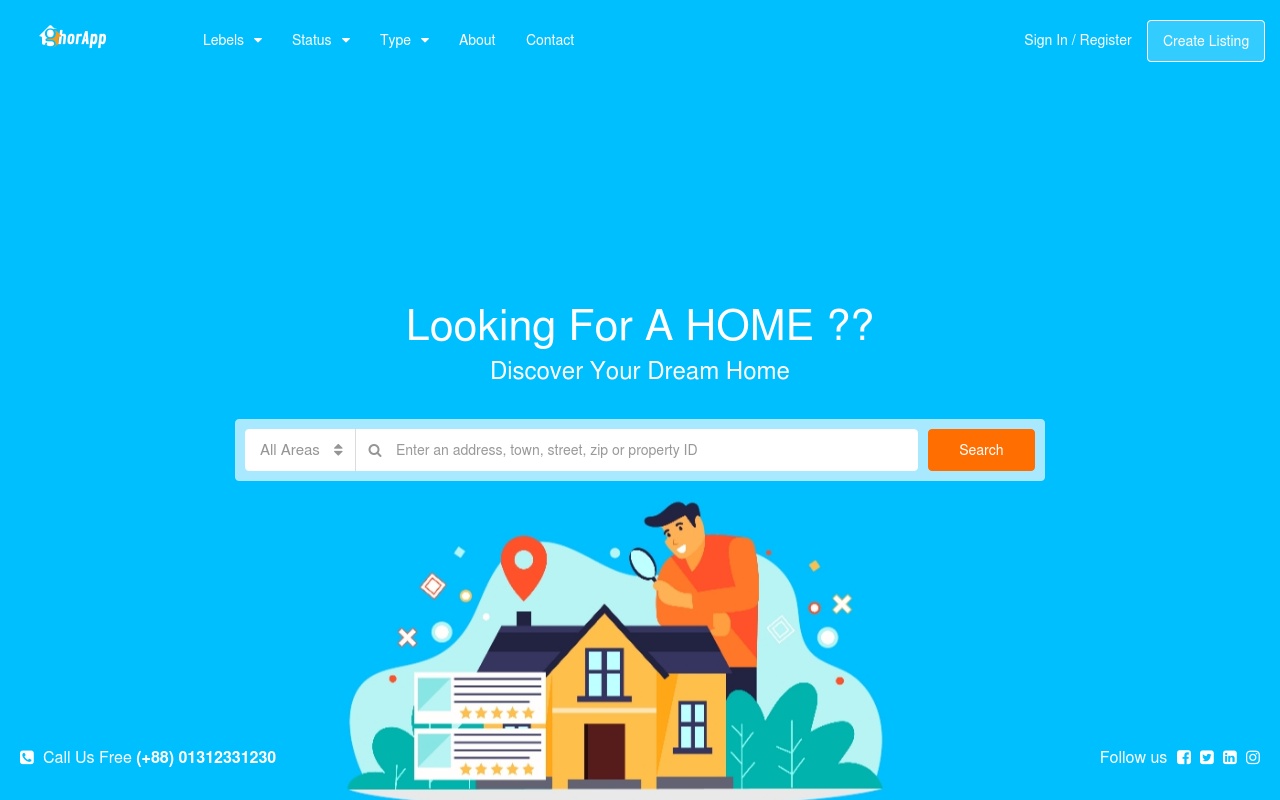 ghorApp
Lebels Status Type About Contact
Sign In / Register
Create Listing
Looking For A HOME ??
Discover Your Dream Home
All Areas
Enter an address, town, street, zip or property ID
Search
Call Us Free (+88) 01312331230
Follow us